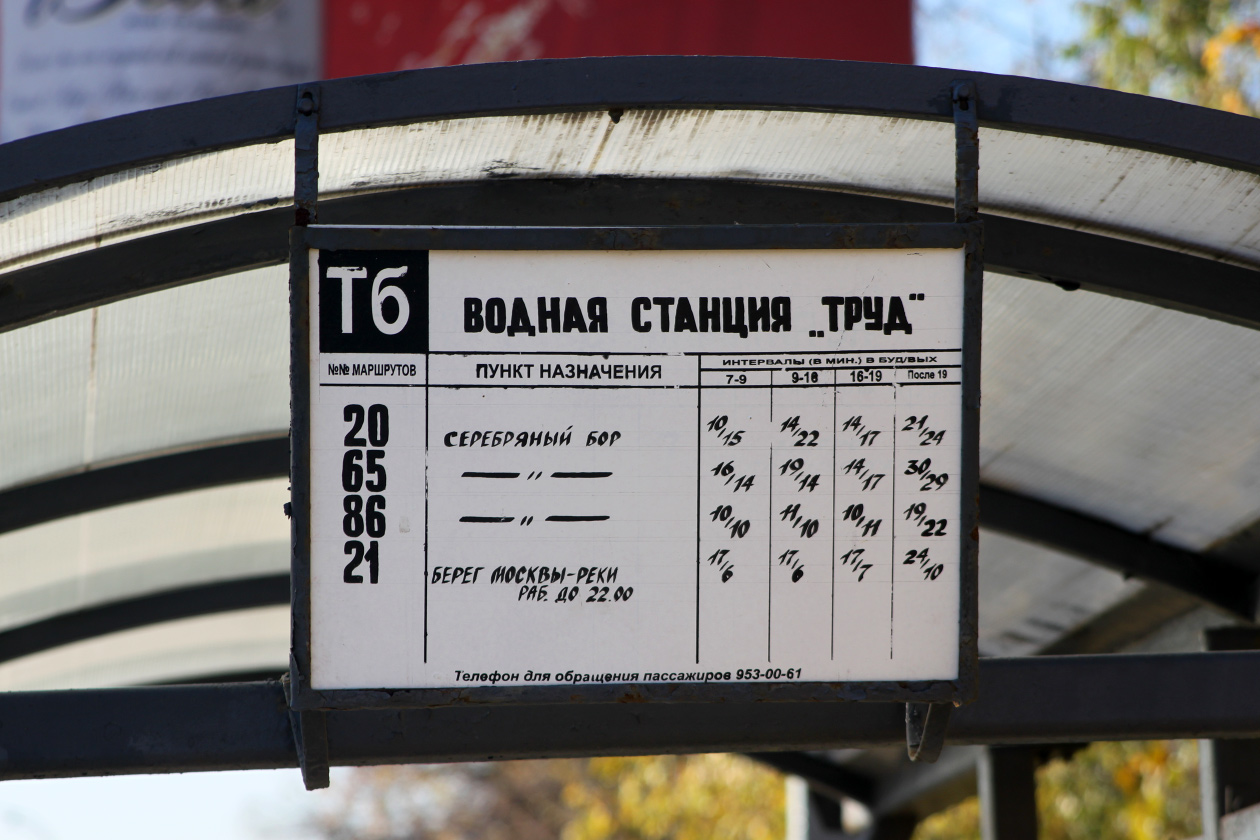 Тб ВОДНАЯ СТАНЦИЯ „ТРУД“
№№ МАРШРУТОВ ПУНКТ НАЗНАЧЕНИЯ ИНТЕРВАЛЫ (В МИН.) В БУД/ВЫХ
7-9 9-16 16-19 После 19
20 СЕРЕБРЯНЫЙ БОР 10/15 14/22 14/17 21/24
65 —— " —— 16/14 19/14 14/17 30/29
86 —— " —— 10/10 11/10 10/11 19/22
21 БЕРЕГ МОСКВЫ-РЕКИ 17/6 17/6 17/7 24/10
РАБ. ДО 22.00
Телефон для обращения пассажиров 953-00-61